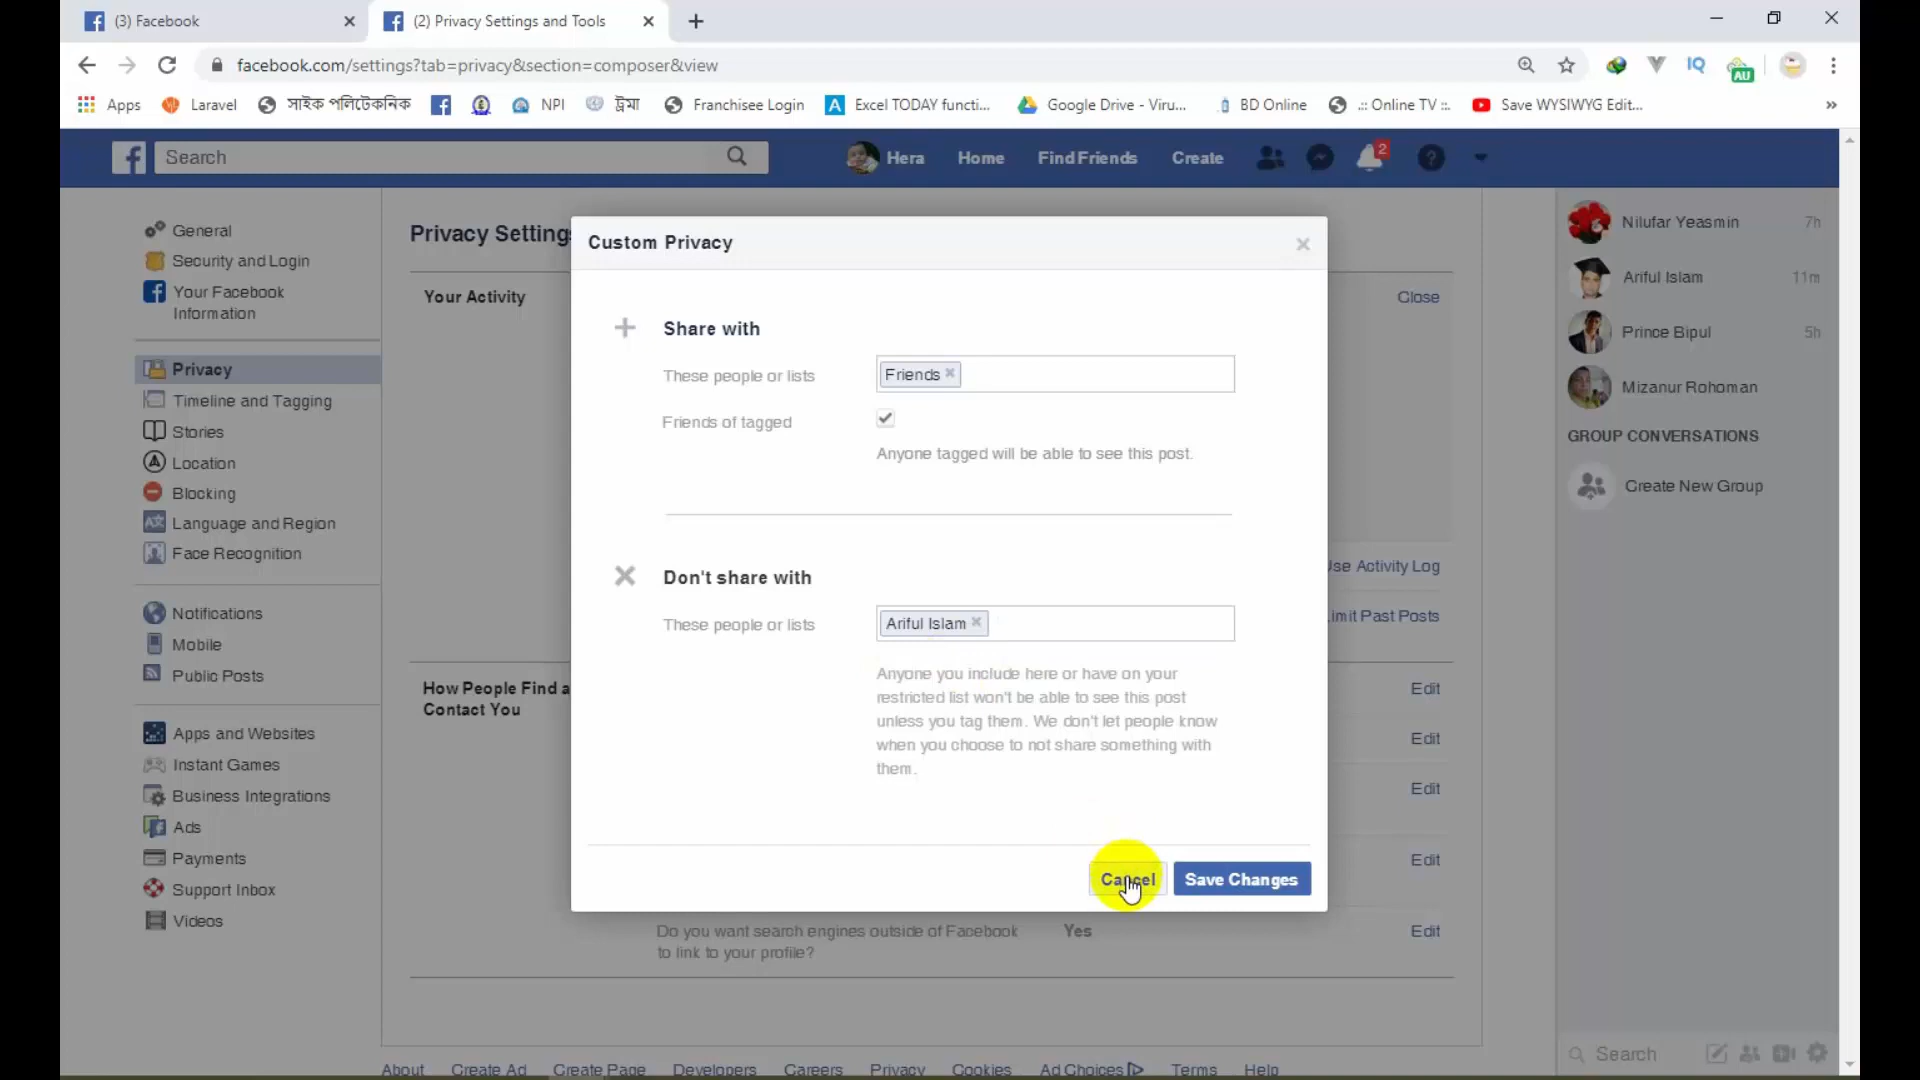 (3) Facebook
(2) Privacy Settings and Tools
facebook.com/settings?tab=privacy&section=composer&view
Apps
Laravel
সাইক পলিটেকনিক
NPI
ট্রমা
Franchisee Login
Excel TODAY functi...
Google Drive - Viru...
BD Online
.:: Online TV ::.
Save WYSIWYG Edit...
IQ
AU
Search
Hera
Home
Find Friends
Create
2
General
Security and Login
Your Facebook
Information
Privacy
Timeline and Tagging
Stories
Location
Blocking
Language and Region
Face Recognition
Notifications
Mobile
Public Posts
Apps and Websites
Instant Games
Business Integrations
Ads
Payments
Support Inbox
Videos
Privacy Setting
Your Activity
Close
Use Activity Log
imit Past Posts
How People Find a
Contact You
Edit
Edit
Edit
Edit
Do you want search engines outside of Facebook
to link to your profile?
Yes
Edit
Custom Privacy
Share with
These people or lists
Friends
Friends of tagged
Anyone tagged will be able to see this post.
Don't share with
These people or lists
Ariful Islam
Anyone you include here or have on your
restricted list won't be able to see this post
unless you tag them. We don't let people know
when you choose to not share something with
them.
Cancel
Save Changes
Nilufar Yeasmin 7h
Ariful Islam 11m
Prince Bipul 5h
Mizanur Rohoman
GROUP CONVERSATIONS
Create New Group
Search
About Create Ad Create Page Developers Careers Privacy Cookies Ad Choices Terms Help